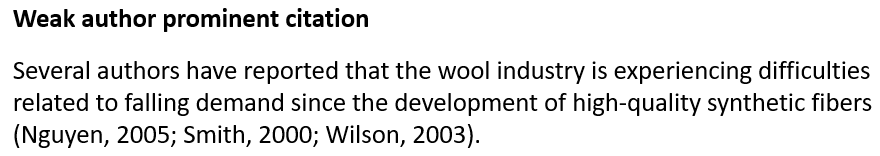 Weak author prominent citation
Several authors have reported that the wool industry is experiencing difficulties
related to falling demand since the development of high-quality synthetic fibers
(Nguyen, 2005; Smith, 2000; Wilson, 2003).